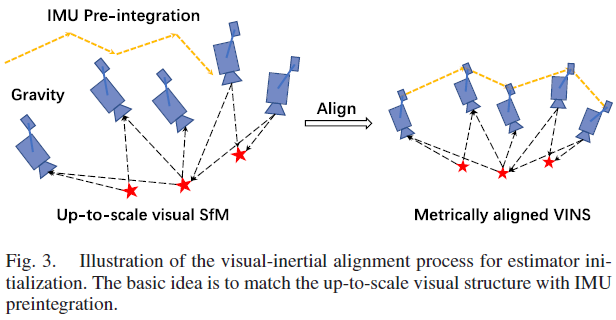 IMU Pre-integration
Gravity
Align
Up-to-scale visual SfM
Metrically aligned VINS
Fig. 3. Illustration of the visual-inertial alignment process for estimator ini-
tialization. The basic idea is to match the up-to-scale visual structure with IMU
preintegration.